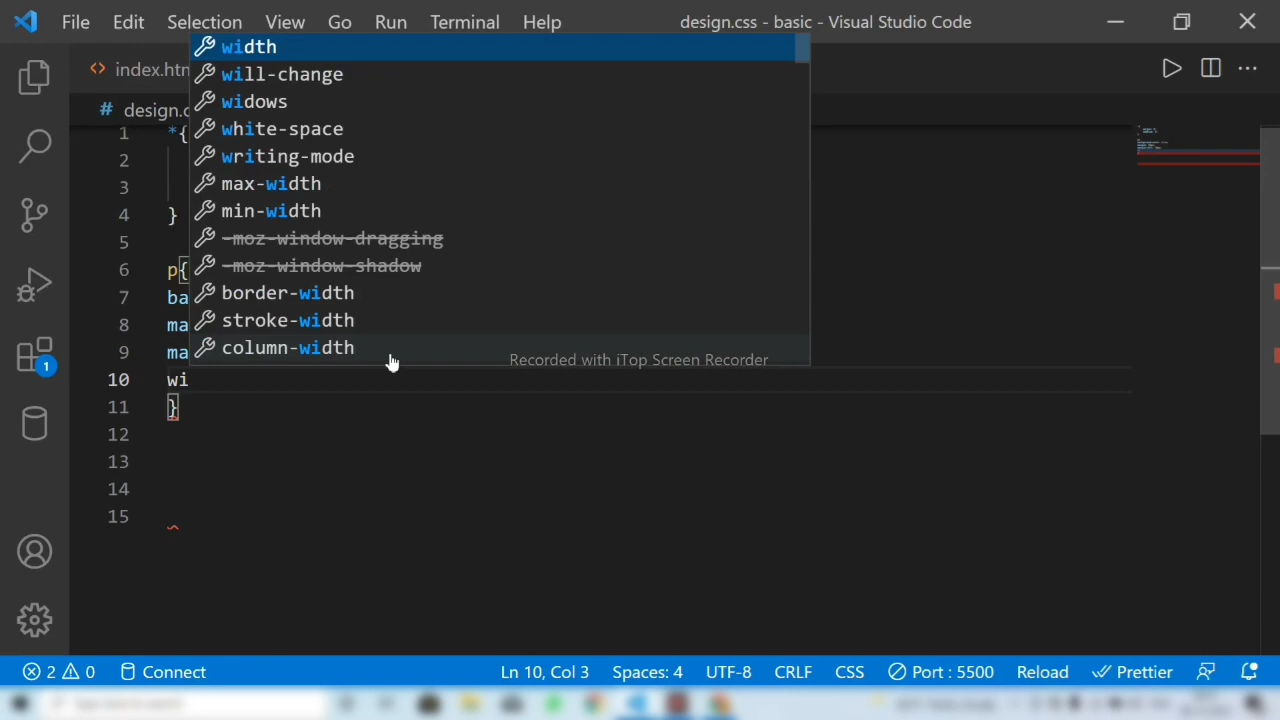 File Edit Selection View Go Run Terminal Help design.css - basic - Visual Studio Code
width
<> index.htn
will-change
widows
# design.c
white-space
1 *{
writing-mode
2
max-width
3
min-width
4 }
-moz-window-dragging
5
-moz-window-shadow
6 p{
border-width
7 ba
stroke-width
8 ma
column-width
9 ma
Recorded with iTop Screen Recorder
10 wi
11 }
12
13
14
15
1
2 0 Connect Ln 10, Col 3 Spaces: 4 UTF-8 CRLF CSS Port : 5500 Reload Prettier